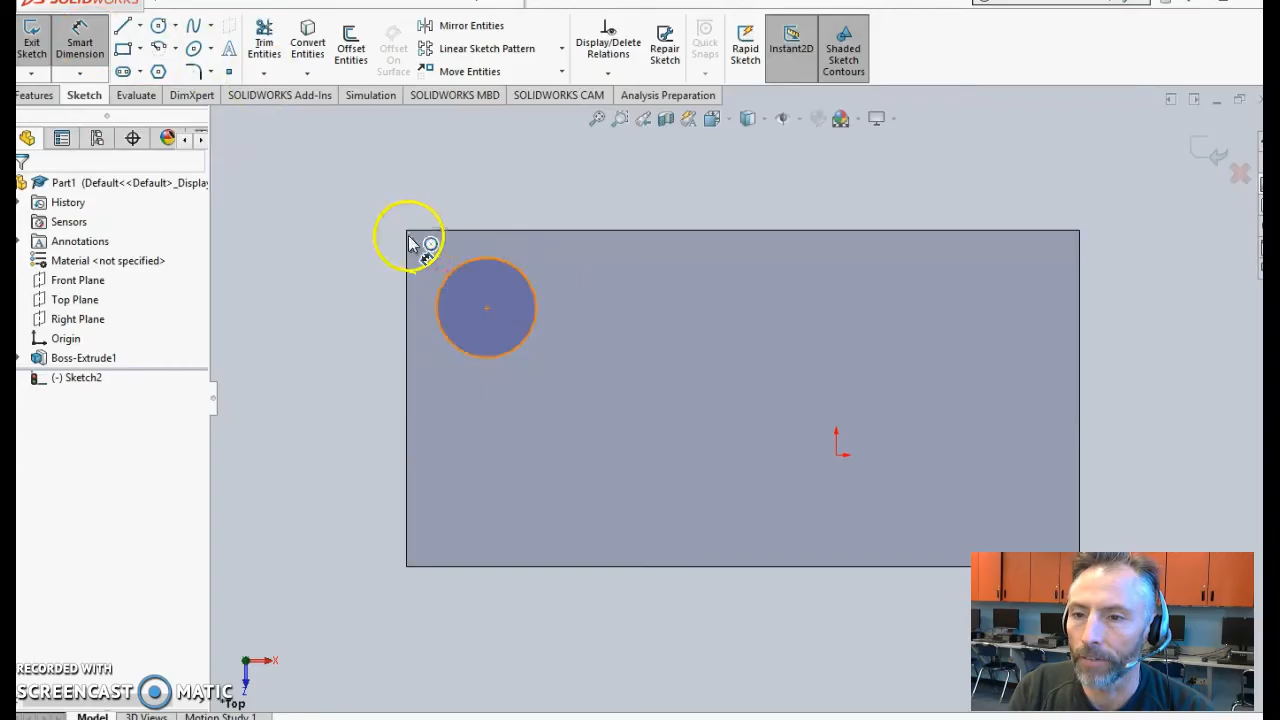 SOLIDWORKS
Exit Sketch
Smart Dimension
Trim Entities
Convert Entities
Offset Entities
Offset On Surface
Mirror Entities
Linear Sketch Pattern
Move Entities
Display/Delete Relations
Repair Sketch
Quick Snaps
Rapid Sketch
Instant2D
Shaded Sketch Contours
Features Sketch Evaluate DimXpert SOLIDWORKS Add-Ins Simulation SOLIDWORKS MBD SOLIDWORKS CAM Analysis Preparation
Part1 (Default<<Default>_Display
History
Sensors
Annotations
Material <not specified>
Front Plane
Top Plane
Right Plane
Origin
Boss-Extrude1
(-) Sketch2
X
Z
*Top
RECORDED WITH
SCREENCAST MATIC
Model 3D Views Motion Study 1